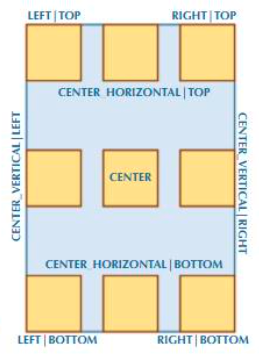 LEFT|TOP
RIGHT|TOP
CENTER_HORIZONTAL|TOP
CENTER_VERTICAL|LEFT
CENTER
CENTER_VERTICAL|RIGHT
CENTER_HORIZONTAL|BOTTOM
LEFT|BOTTOM
RIGHT|BOTTOM